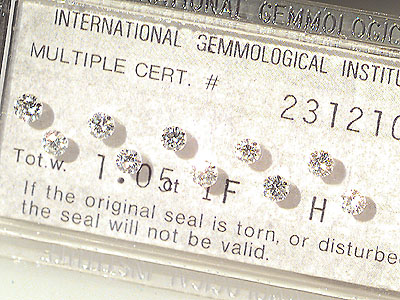 INTERNATIONAL GEMMOLOGICAL INSTITU
MULTIPLE CERT. #
231210
Tot.w. 1.05 ct IF H
If the original seal is torn, or disturbed
the seal will not be valid.